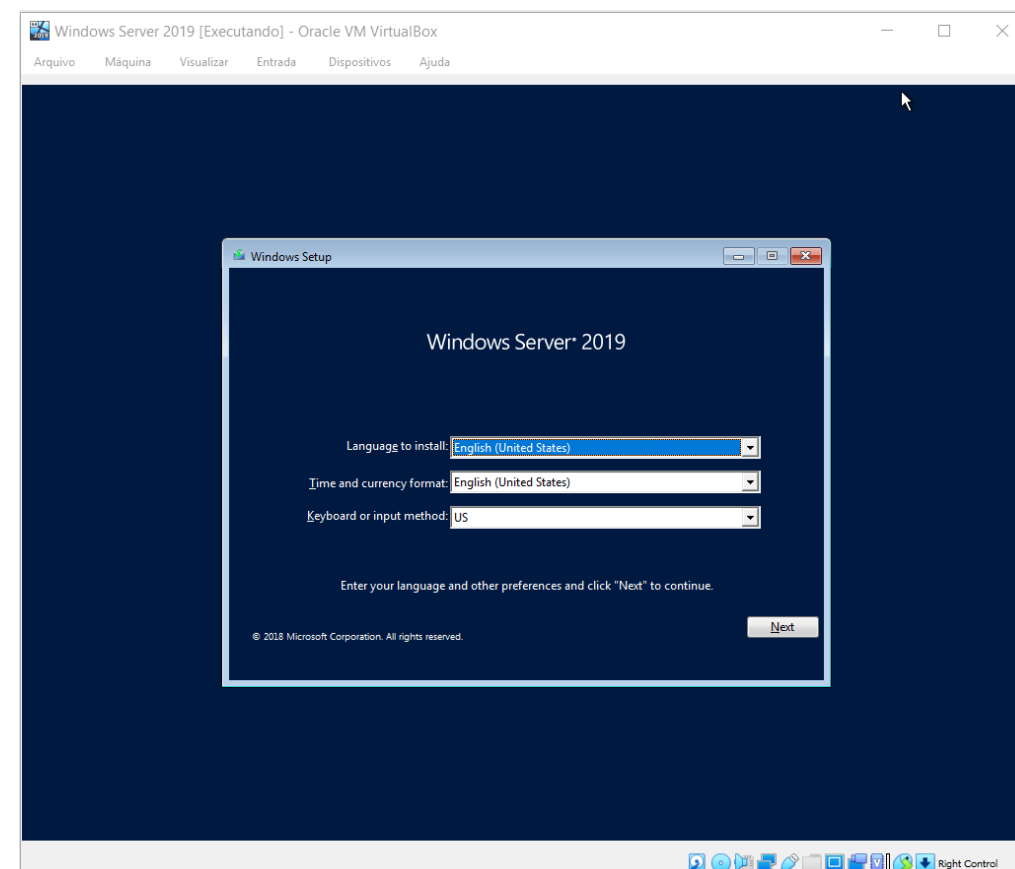 Windows Server 2019 [Executando] - Oracle VM VirtualBox
Arquivo Máquina Visualizar Entrada Dispositivos Ajuda
Windows Setup
Windows Server® 2019
Language to install: English (United States)
Time and currency format: English (United States)
Keyboard or input method: US
Enter your language and other preferences and click "Next" to continue.
Next
© 2018 Microsoft Corporation. All rights reserved.
Right Control